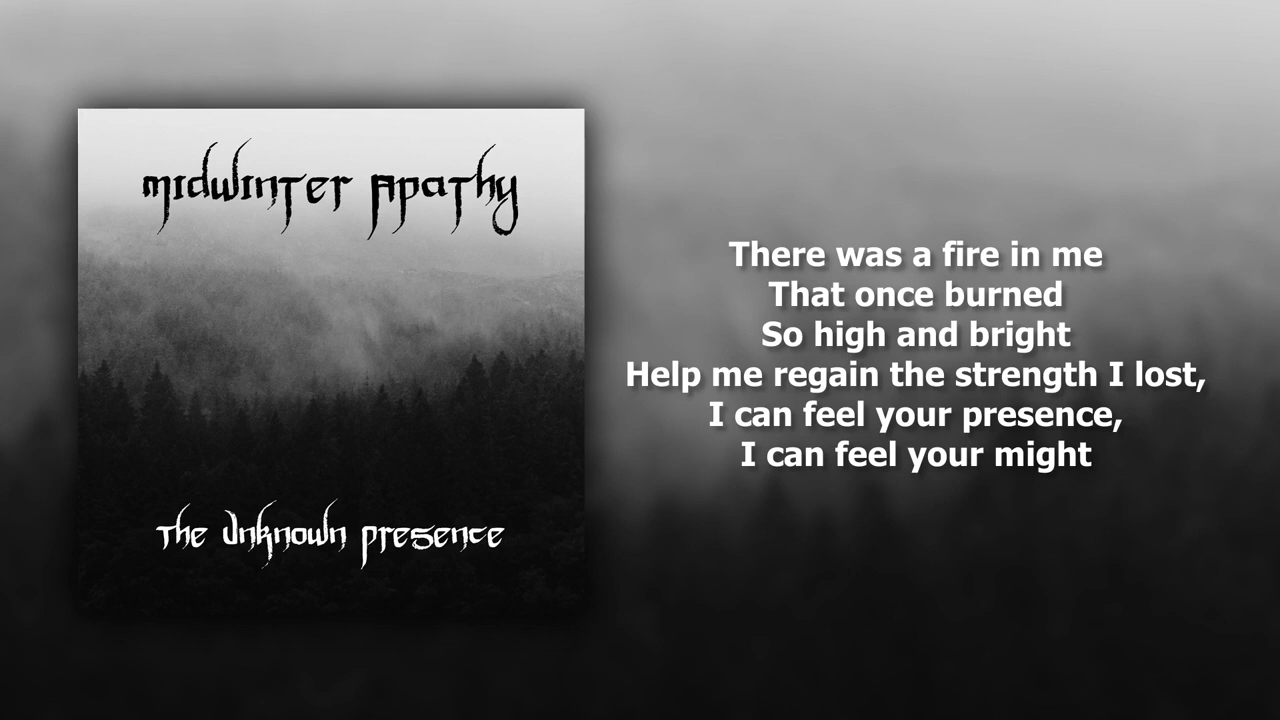 Midwinter Apathy
The Unknown Presence
There was a fire in me
That once burned
So high and bright
Help me regain the strength I lost,
I can feel your presence,
I can feel your might